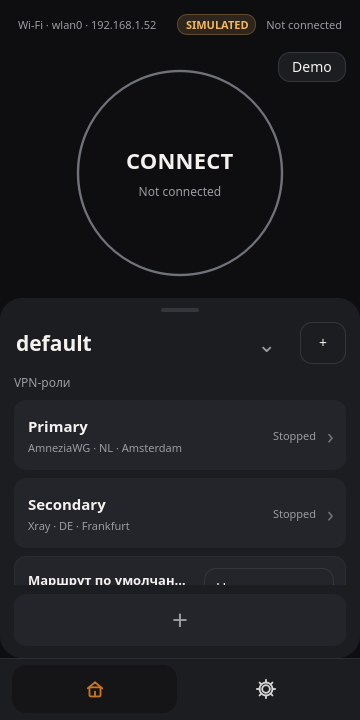 Wi-Fi · wlan0 · 192.168.1.52 SIMULATED Not connected
Demo
CONNECT
Not connected
default +
VPN-роли
Primary
AmneziaWG · NL · Amsterdam
Stopped
Secondary
Xray · DE · Frankfurt
Stopped
Маршрут по умолчан...
+